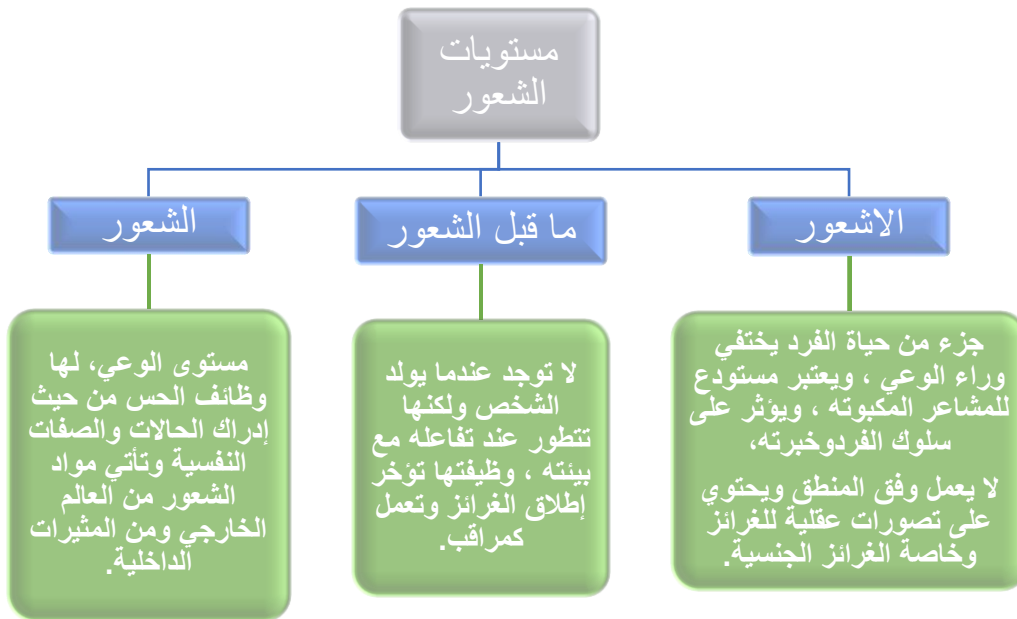 مستويات
الشعور
الاشعور
ما قبل الشعور
الشعور
جزء من حياة الفرد يختفي
وراء الوعي ، ويعتبر مستودع
للمشاعر المكبوته ، ويؤثر على
سلوك الفردوخبرته،
لا يعمل وفق المنطق ويحتوي
على تصورات عقلية للغرائز
وخاصة الغرائز الجنسية.
لا توجد عندما يولد
الشخص ولكنها
تتطور عند تفاعله مع
بيئته ، وظيفتها تؤخر
إطلاق الغرائز وتعمل
كمراقب.
مستوى الوعي، لها
وظائف الحس من حيث
إدراك الحالات والصفات
النفسية وتأتي مواد
الشعور من العالم
الخارجي ومن المثيرات
الداخلية.